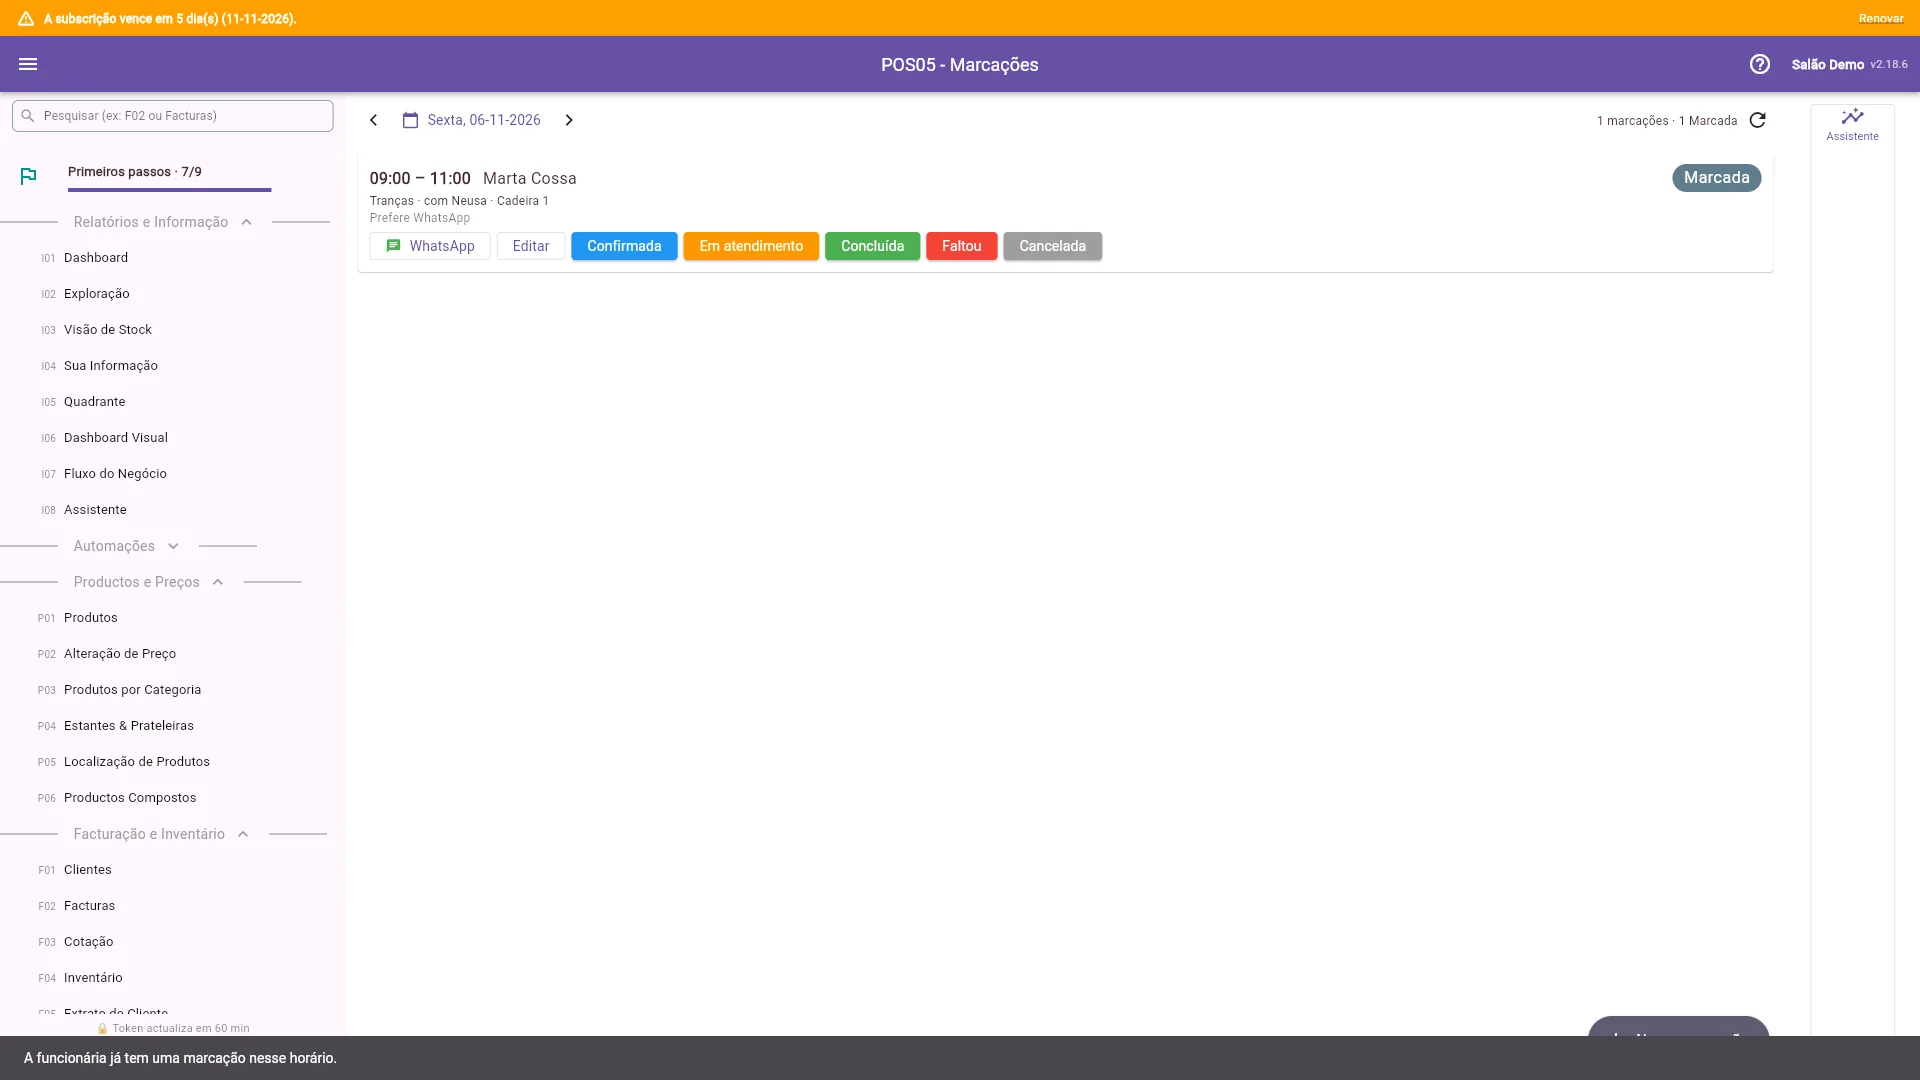 A subscrição vence em 5 dia(s) (11-11-2026).
Renovar
POS05 - Marcações
Salão Demo v2.18.6
Pesquisar (ex: F02 ou Facturas)
Primeiros passos · 7/9
Relatórios e Informação
I01 Dashboard
I02 Exploração
I03 Visão de Stock
I04 Sua Informação
I05 Quadrante
I06 Dashboard Visual
I07 Fluxo do Negócio
I08 Assistente
Automações
Productos e Preços
P01 Produtos
P02 Alteração de Preço
P03 Produtos por Categoria
P04 Estantes & Prateleiras
P05 Localização de Produtos
P06 Productos Compostos
Facturação e Inventário
F01 Clientes
F02 Facturas
F03 Cotação
F04 Inventário
F05 Extrato de Cliente
Token actualiza em 60 min
Sexta, 06-11-2026
1 marcações · 1 Marcada
09:00 – 11:00 Marta Cossa
Marcada
Tranças · com Neusa · Cadeira 1
Prefere WhatsApp
WhatsApp Editar Confirmada Em atendimento Concluída Faltou Cancelada
Assistente
A funcionária já tem uma marcação nesse horário.